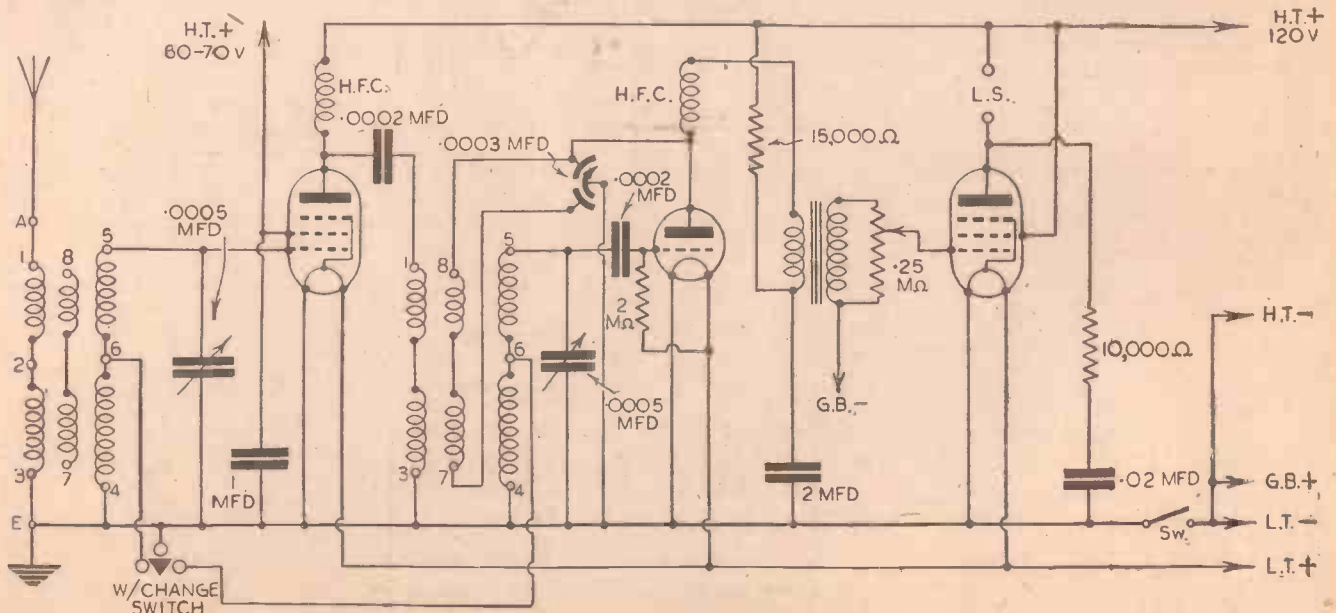 H.T.+
60-70 V
H.T.+
120 V
H.F.C.
.0002 MFD
H.F.C.
L.S.
.0003 MFD
15,000Ω
.0002
MFD
.0005
MFD
A
1
8
5
2
6
3
7
4
E
1
MFD
1
8
5
6
3
7
4
2
MΩ
.0005
MFD
.25
MΩ
G.B.-
2 MFD
10,000Ω
.02 MFD
H.T.-
G.B.+
L.T.-
SW.
L.T.+
W/CHANGE
SWITCH